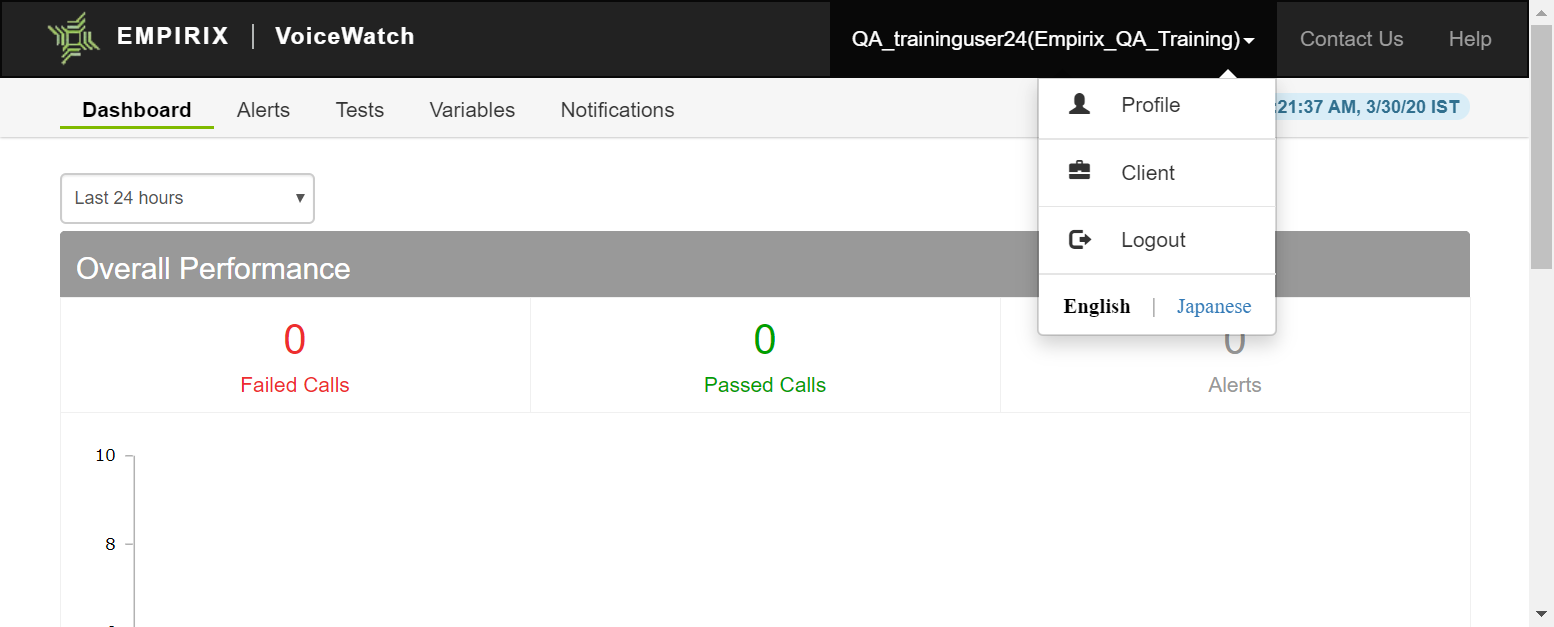 EMPIRIX | VoiceWatch
QA_traininguser24(Empirix_QA_Training)
Contact Us
Help
Dashboard
Alerts
Tests
Variables
Notifications
:21:37 AM, 3/30/20 IST
Profile
Client
Logout
English | Japanese
Last 24 hours
Overall Performance
0
Failed Calls
0
Passed Calls
0
Alerts
10
8